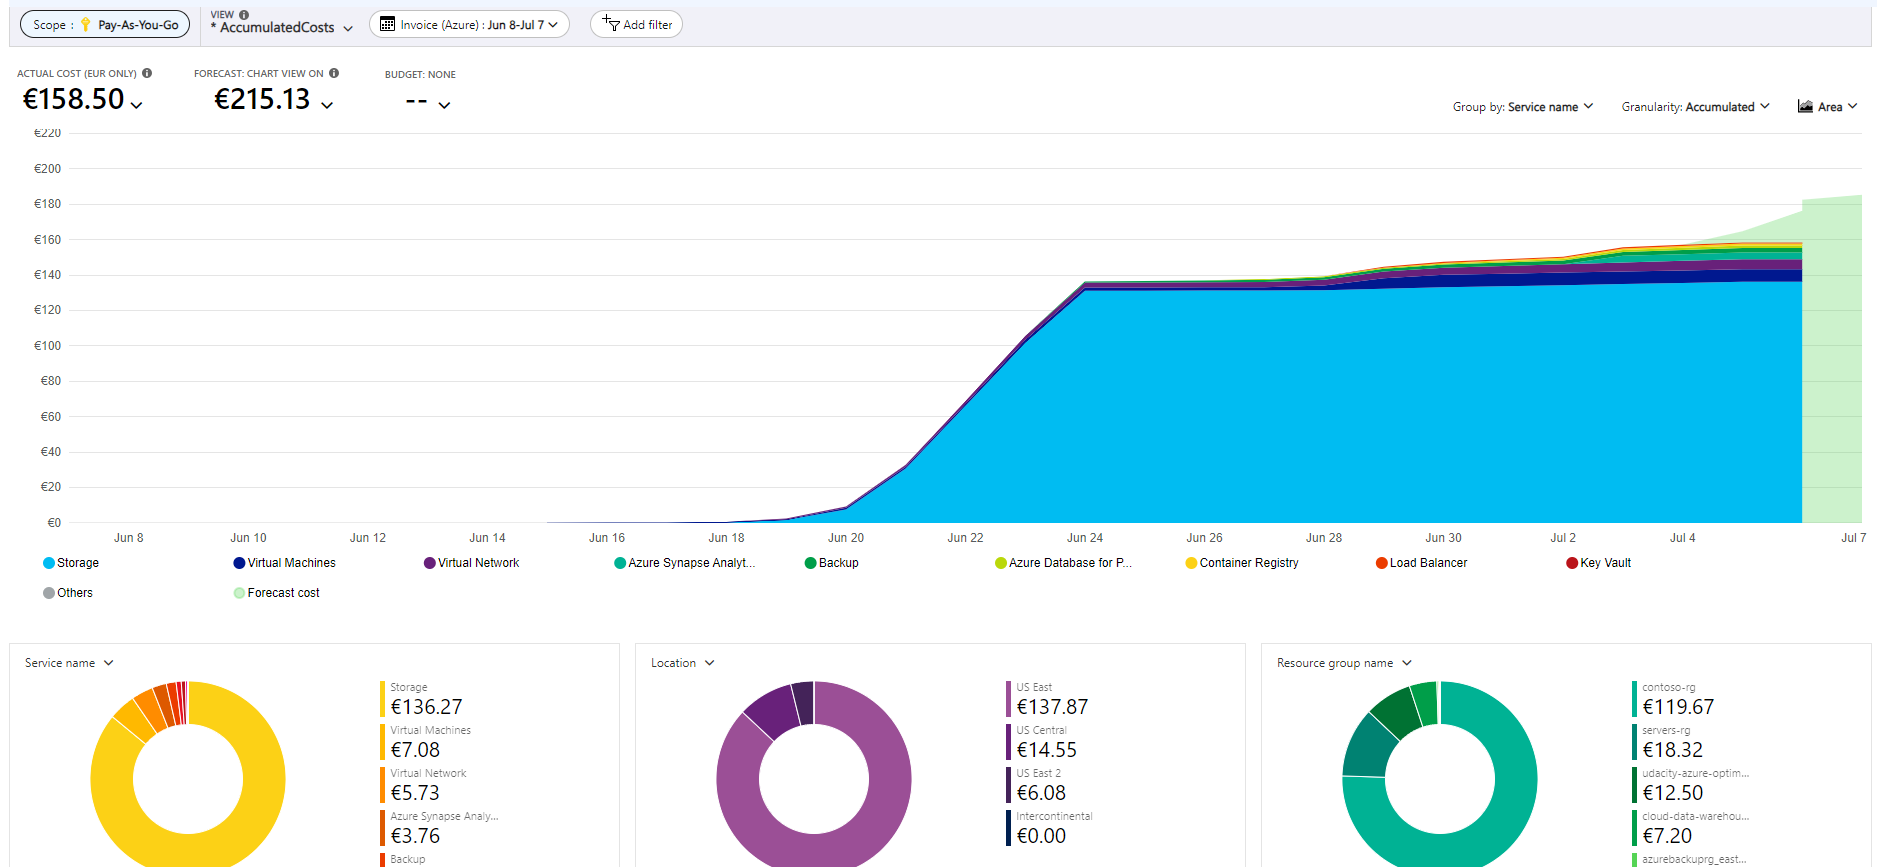 Scope : Pay-As-You-Go
VIEW
* AccumulatedCosts
Invoice (Azure) : Jun 8-Jul 7
Add filter
ACTUAL COST (EUR ONLY)
€158.50
FORECAST: CHART VIEW ON
€215.13
BUDGET: NONE
--
Group by: Service name
Granularity: Accumulated
Area
€220
€200
€180
€160
€140
€120
€100
€80
€60
€40
€20
€0
Jun 8 Jun 10 Jun 12 Jun 14 Jun 16 Jun 18 Jun 20 Jun 22 Jun 24 Jun 26 Jun 28 Jun 30 Jul 2 Jul 4 Jul 7
Storage Virtual Machines Virtual Network Azure Synapse Analyt... Backup Azure Database for P... Container Registry Load Balancer Key Vault
Others Forecast cost
Service name
Storage
€136.27
Virtual Machines
€7.08
Virtual Network
€5.73
Azure Synapse Analy...
€3.76
Backup
Location
US East
€137.87
US Central
€14.55
US East 2
€6.08
Intercontinental
€0.00
Resource group name
contoso-rg
€119.67
servers-rg
€18.32
udacity-azure-optim...
€12.50
cloud-data-warehou...
€7.20
azurebackuprg_east...